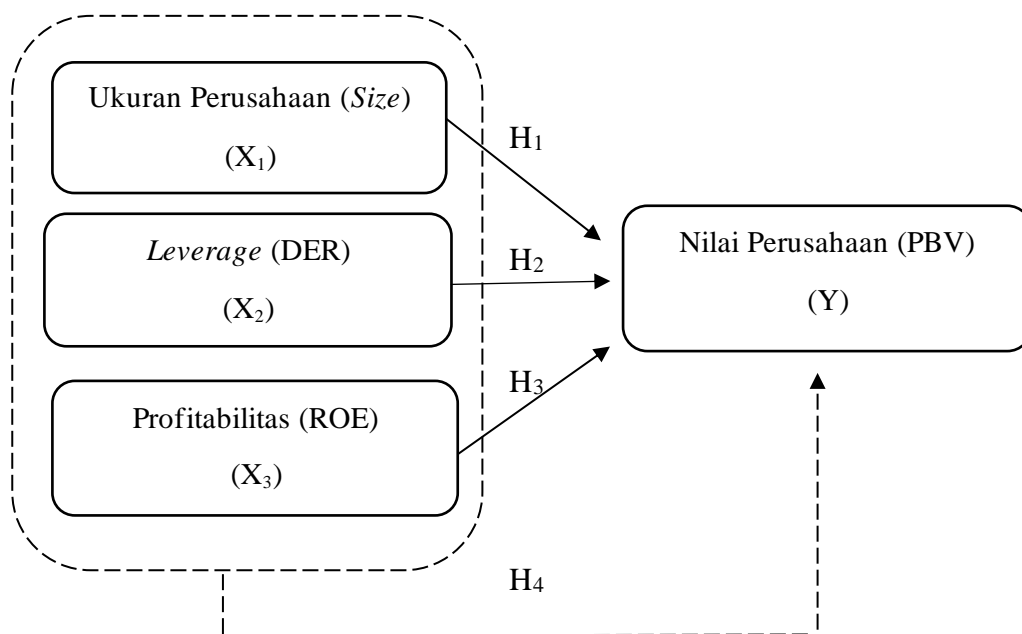 Ukuran Perusahaan (Size)
(X₁)
H₁
Leverage (DER)
(X₂)
H₂
Nilai Perusahaan (PBV)
(Y)
Profitabilitas (ROE)
(X₃)
H₃
H₄